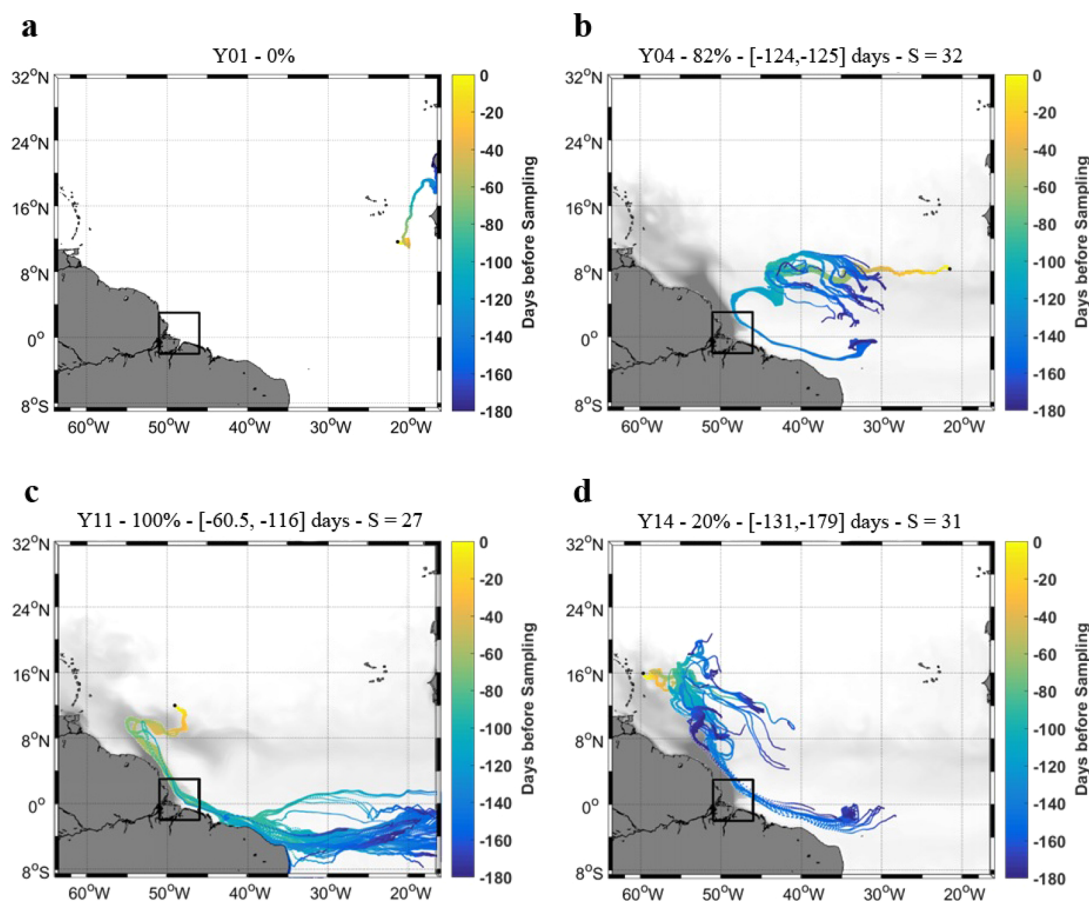 a
Y01 - 0%
32°N
24°N
16°N
8°N
0°
8°S
60°W 50°W 40°W 30°W 20°W
0
-20
-40
-60
-80
-100
-120
-140
-160
-180
Days before Sampling
b
Y04 - 82% - [-124,-125] days - S = 32
32°N
24°N
16°N
8°N
0°
8°S
60°W 50°W 40°W 30°W 20°W
0
-20
-40
-60
-80
-100
-120
-140
-160
-180
Days before Sampling
c
Y11 - 100% - [-60.5, -116] days - S = 27
32°N
24°N
16°N
8°N
0°
8°S
60°W 50°W 40°W 30°W 20°W
0
-20
-40
-60
-80
-100
-120
-140
-160
-180
Days before Sampling
d
Y14 - 20% - [-131,-179] days - S = 31
32°N
24°N
16°N
8°N
0°
8°S
60°W 50°W 40°W 30°W 20°W
0
-20
-40
-60
-80
-100
-120
-140
-160
-180
Days before Sampling